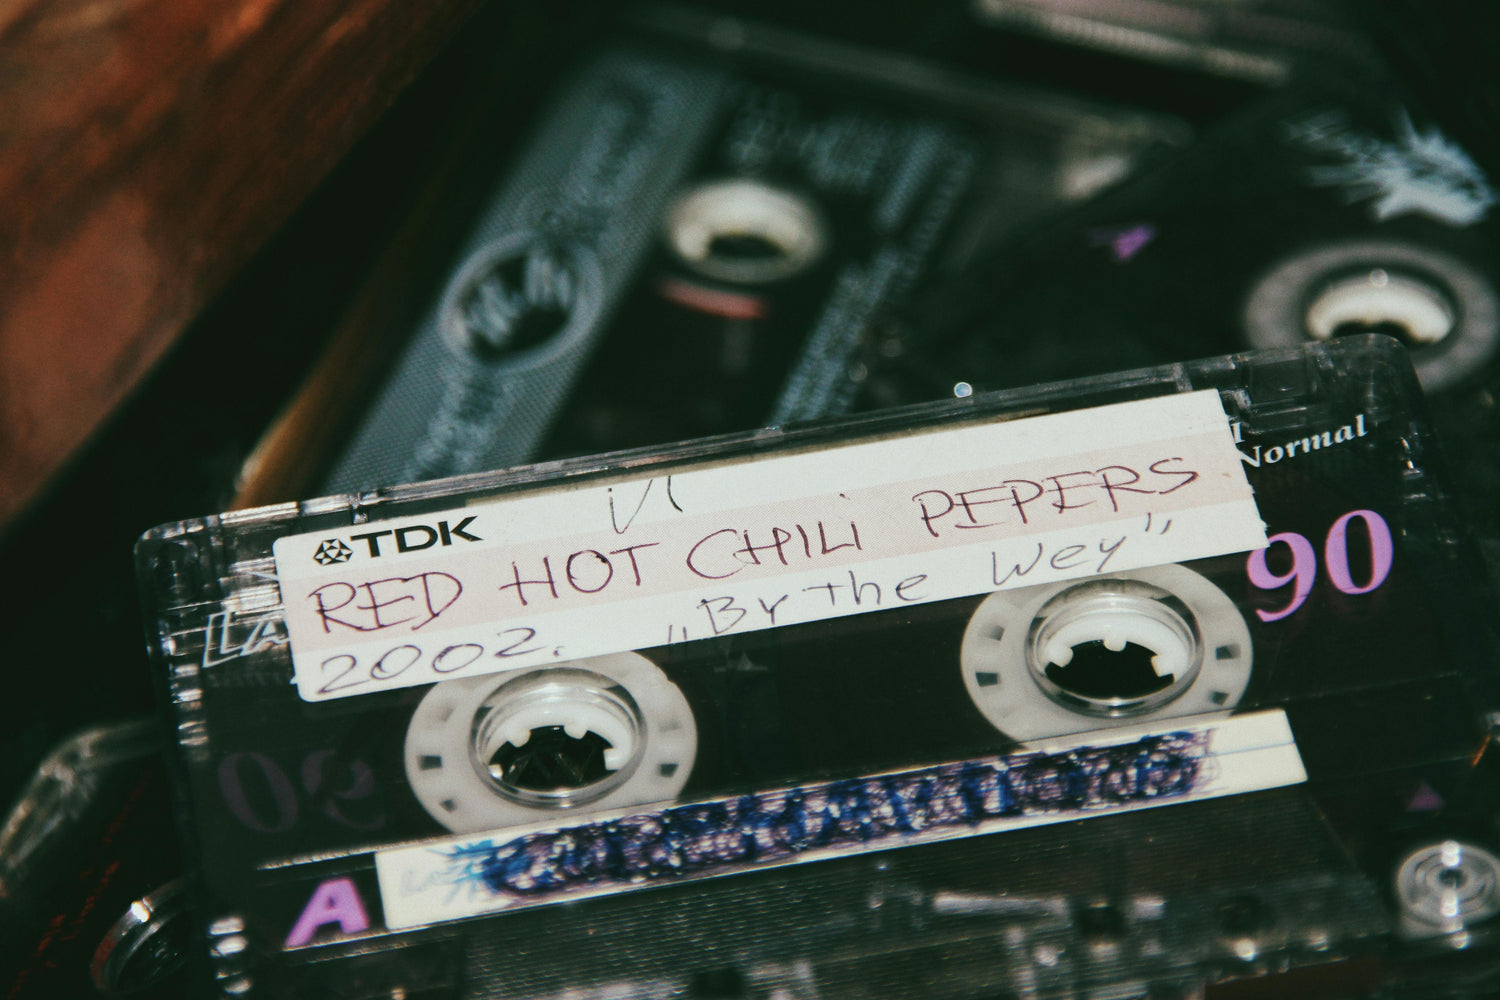 TDK
RED HOT CHILi PEPERS
2002. „By the Wey”
I
Normal
90
A